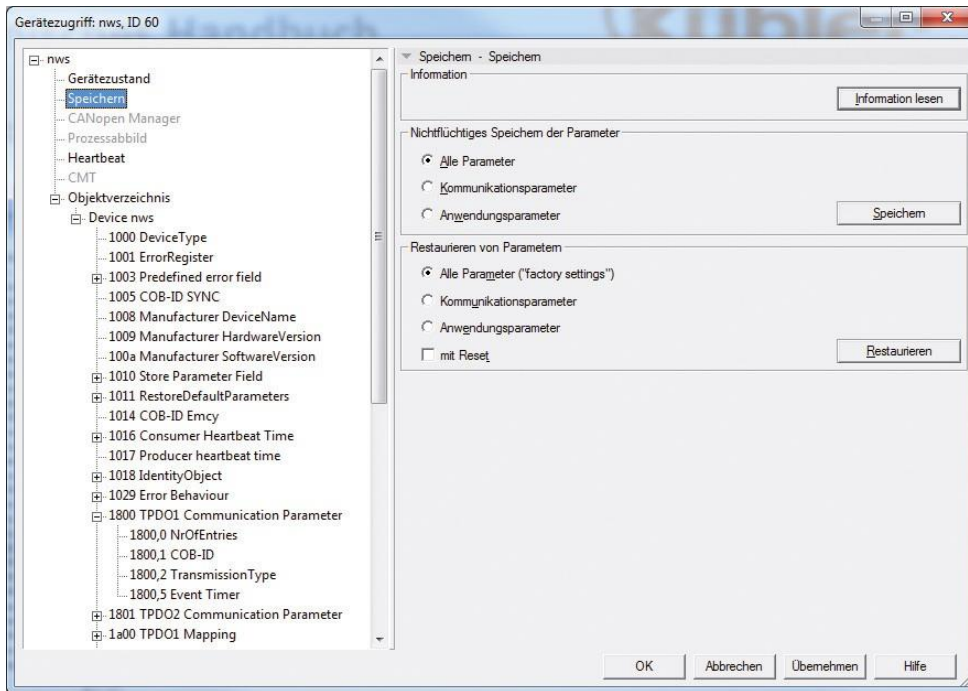 Gerätezugriff: nws, ID 60
nws
Gerätezustand
Speichern
CANopen Manager
Prozessabbild
Heartbeat
CMT
Objektverzeichnis
Device nws
1000 DeviceType
1001 ErrorRegister
1003 Predefined error field
1005 COB-ID SYNC
1008 Manufacturer DeviceName
1009 Manufacturer HardwareVersion
100a Manufacturer SoftwareVersion
1010 Store Parameter Field
1011 RestoreDefaultParameters
1014 COB-ID Emcy
1016 Consumer Heartbeat Time
1017 Producer heartbeat time
1018 IdentityObject
1029 Error Behaviour
1800 TPDO1 Communication Parameter
1800,0 NrOfEntries
1800,1 COB-ID
1800,2 TransmissionType
1800,5 Event Timer
1801 TPDO2 Communication Parameter
1a00 TPDO1 Mapping
Speichern - Speichern
Information
Information lesen
Nichtflüchtiges Speichern der Parameter
Alle Parameter
Kommunikationsparameter
Anwendungsparameter
Speichern
Restaurieren von Parametern
Alle Parameter ("factory settings")
Kommunikationsparameter
Anwendungsparameter
mit Reset
Restaurieren
OK
Abbrechen
Übernehmen
Hilfe